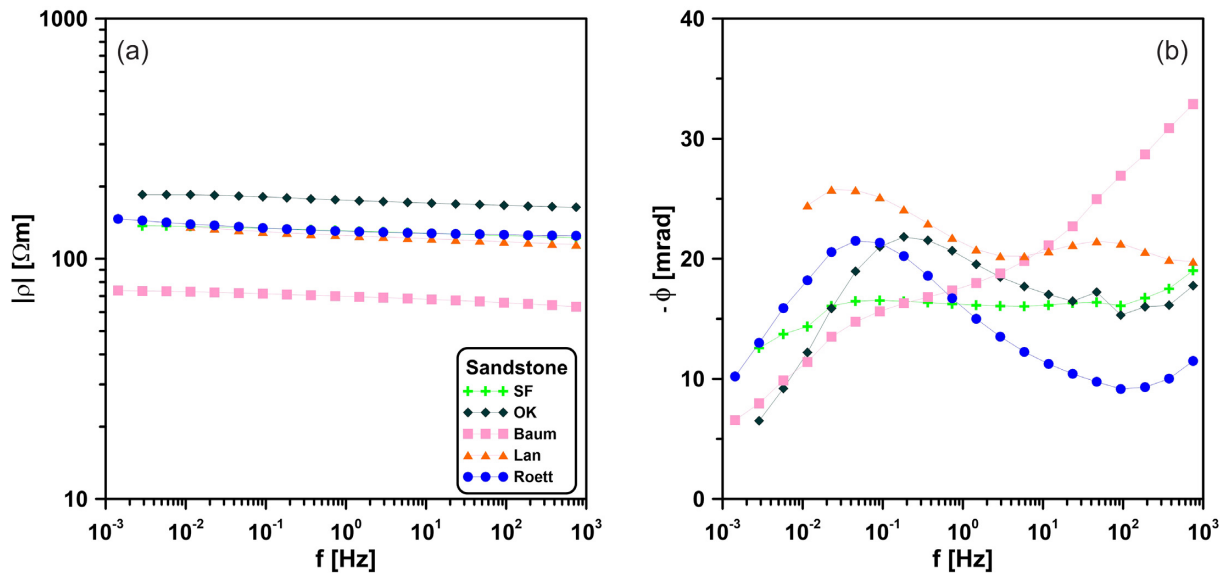 (a)
1000
100
10
|ρ| [Ωm]
10⁻³ 10⁻² 10⁻¹ 10⁰ 10¹ 10² 10³
f [Hz]
Sandstone
SF
OK
Baum
Lan
Roett
(b)
40
30
20
10
0
- ϕ [mrad]
10⁻³ 10⁻² 10⁻¹ 10⁰ 10¹ 10² 10³
f [Hz]